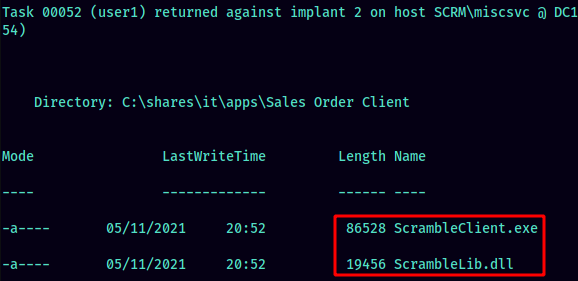 Task 00052 (user1) returned against implant 2 on host SCRM\miscsvc @ DC1
54)
Directory: C:\shares\it\apps\Sales Order Client
Mode LastWriteTime Length Name
---- ------------- ------ ----
-a---- 05/11/2021 20:52 86528 ScrambleClient.exe
-a---- 05/11/2021 20:52 19456 ScrambleLib.dll